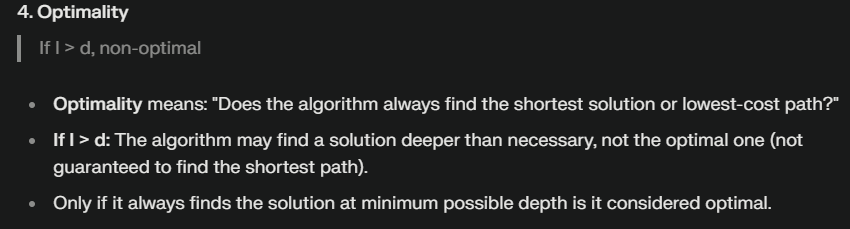 4. Optimality
If l > d, non-optimal
Optimality means: "Does the algorithm always find the shortest solution or lowest-cost path?"
If l > d: The algorithm may find a solution deeper than necessary, not the optimal one (not
guaranteed to find the shortest path).
Only if it always finds the solution at minimum possible depth is it considered optimal.